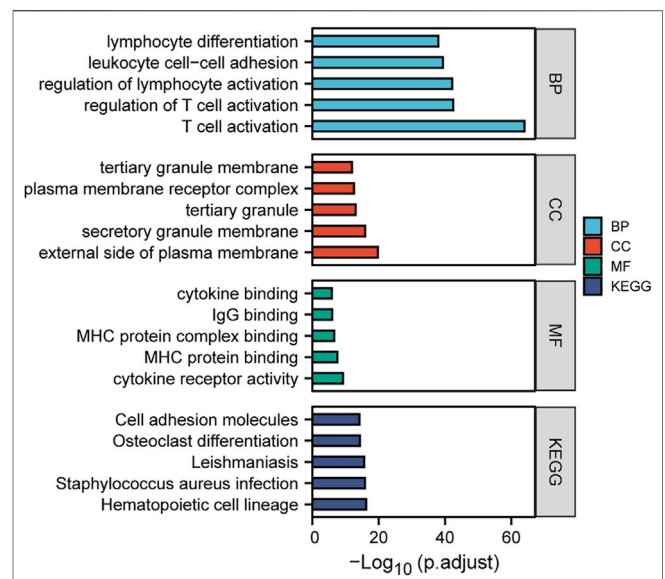 lymphocyte differentiation
leukocyte cell−cell adhesion
regulation of lymphocyte activation
regulation of T cell activation
T cell activation
BP
tertiary granule membrane
plasma membrane receptor complex
tertiary granule
secretory granule membrane
external side of plasma membrane
CC
BP
CC
MF
KEGG
cytokine binding
IgG binding
MHC protein complex binding
MHC protein binding
cytokine receptor activity
MF
Cell adhesion molecules
Osteoclast differentiation
Leishmaniasis
Staphylococcus aureus infection
Hematopoietic cell lineage
KEGG
0 20 40 60
−Log10 (p.adjust)